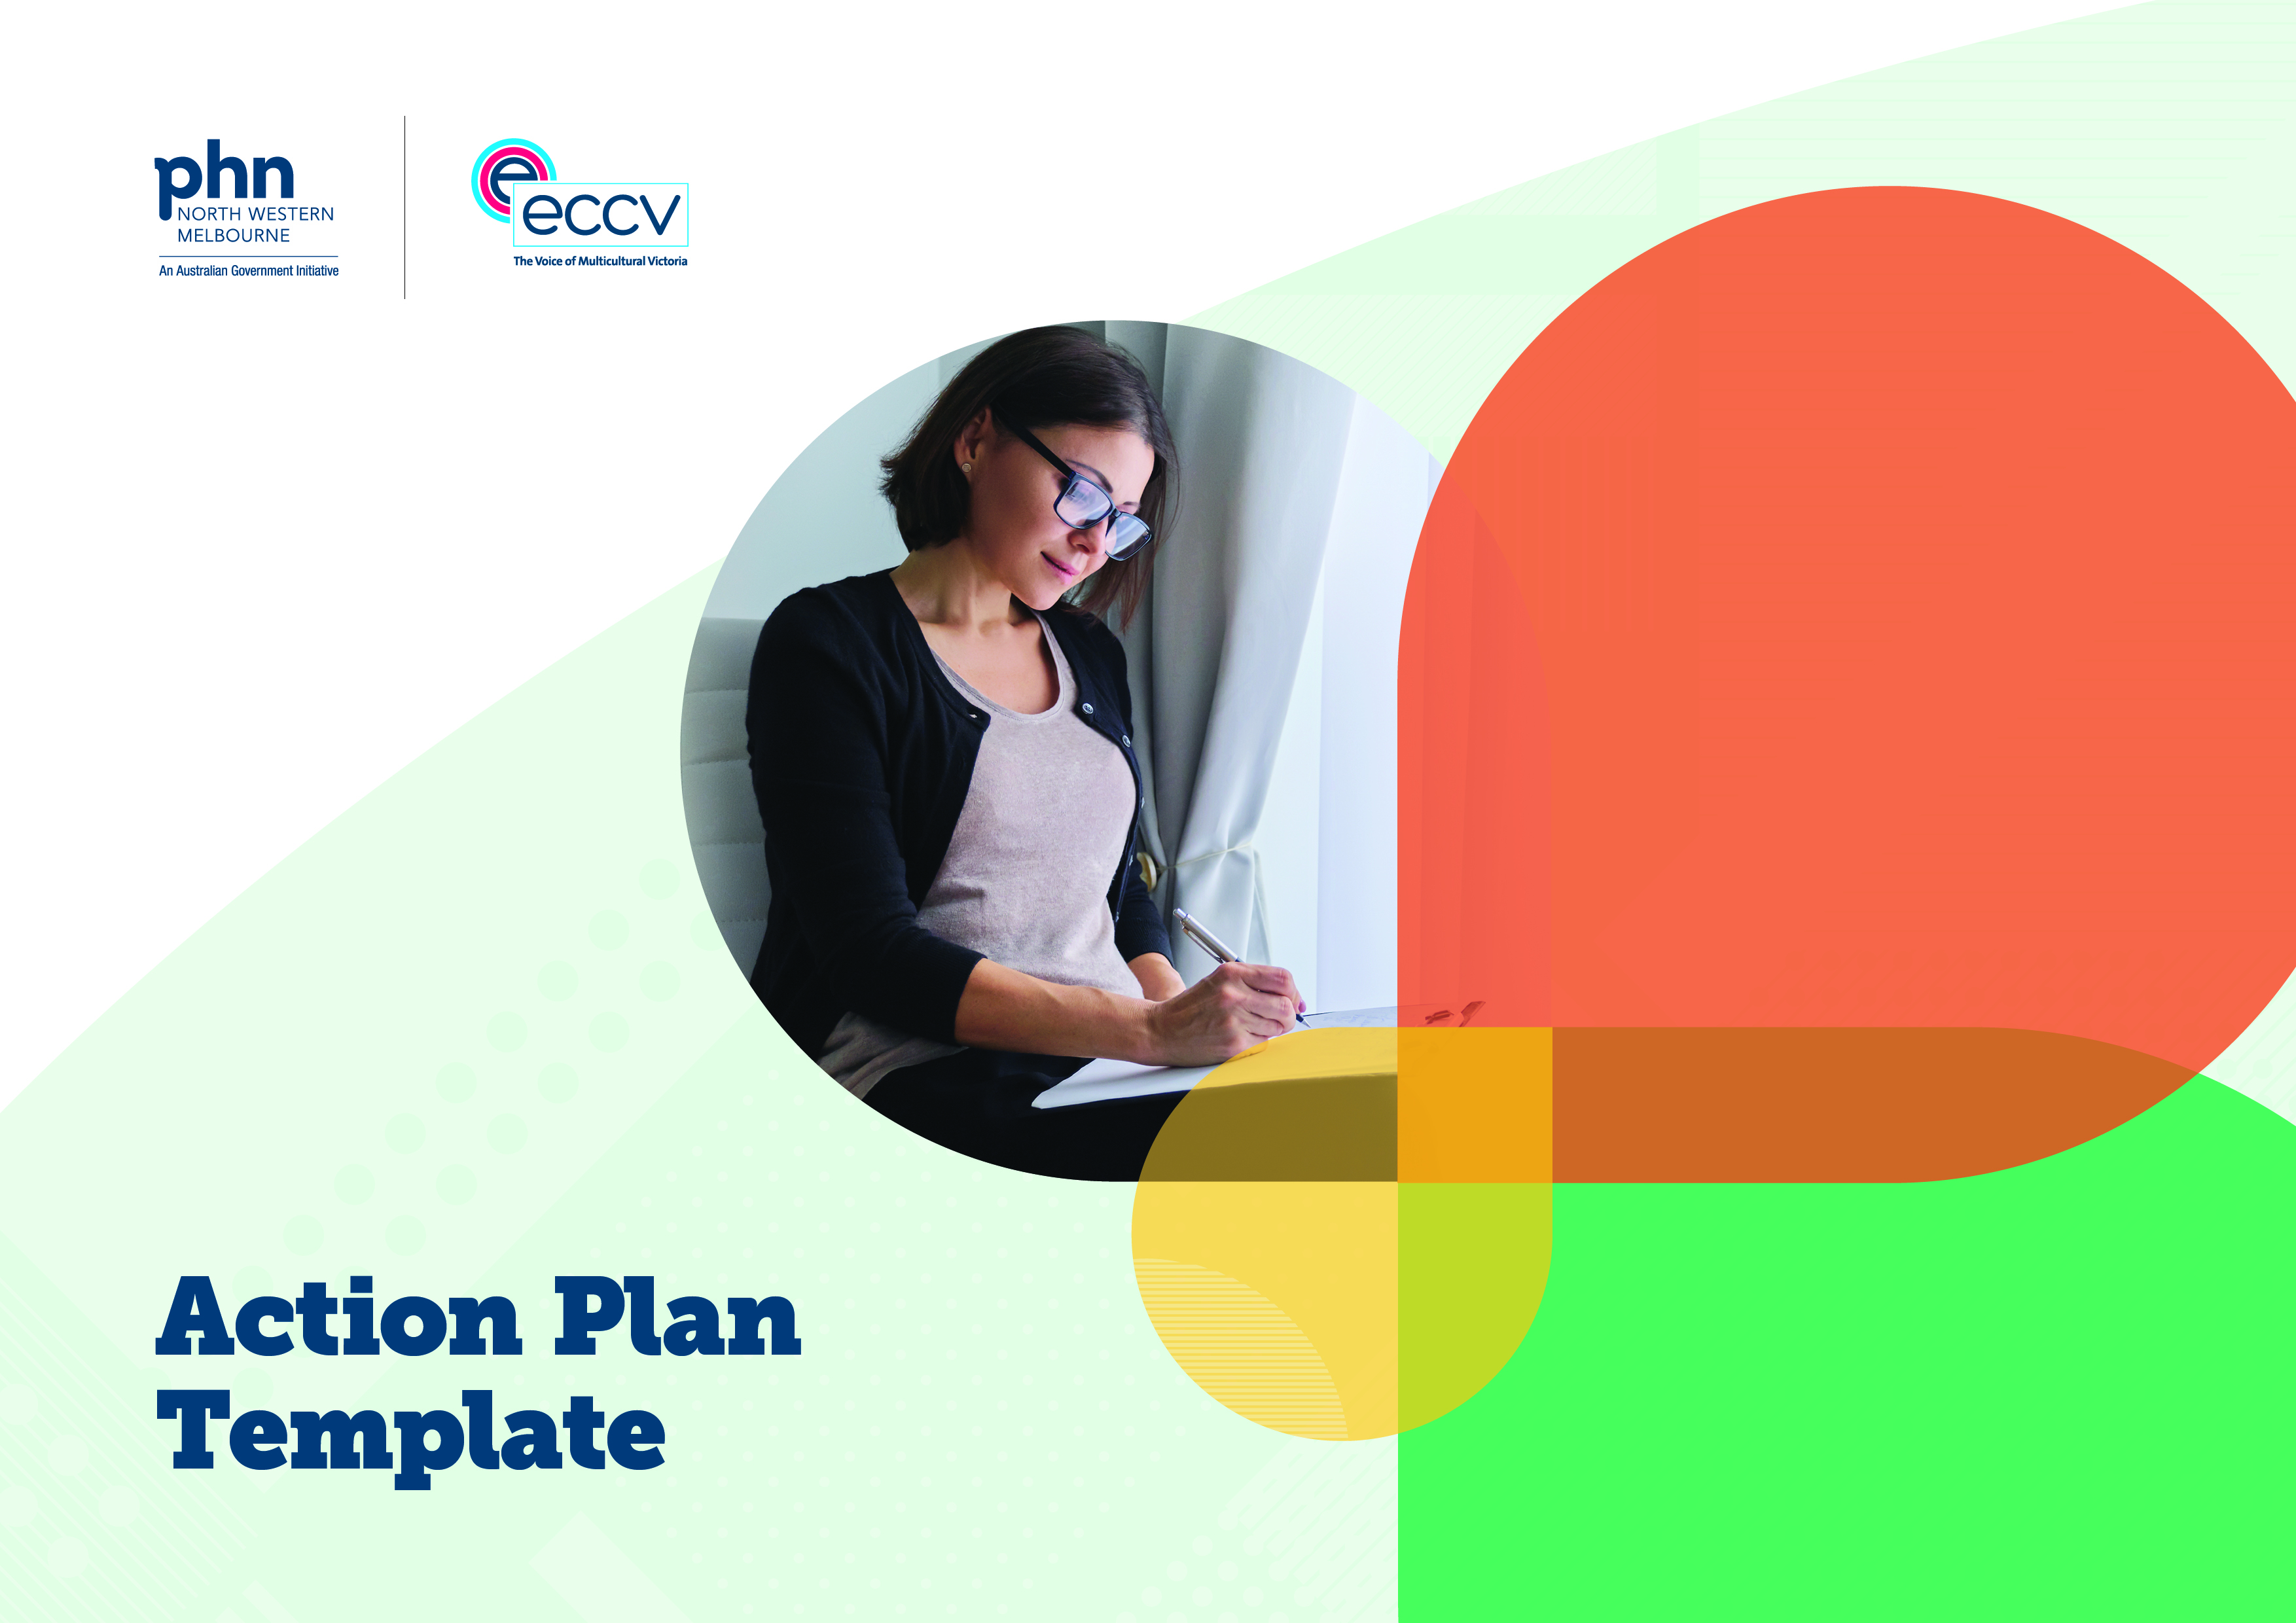 phn
NORTH WESTERN
MELBOURNE
An Australian Government Initiative
e
eccv
The Voice of Multicultural Victoria
Action Plan
Template